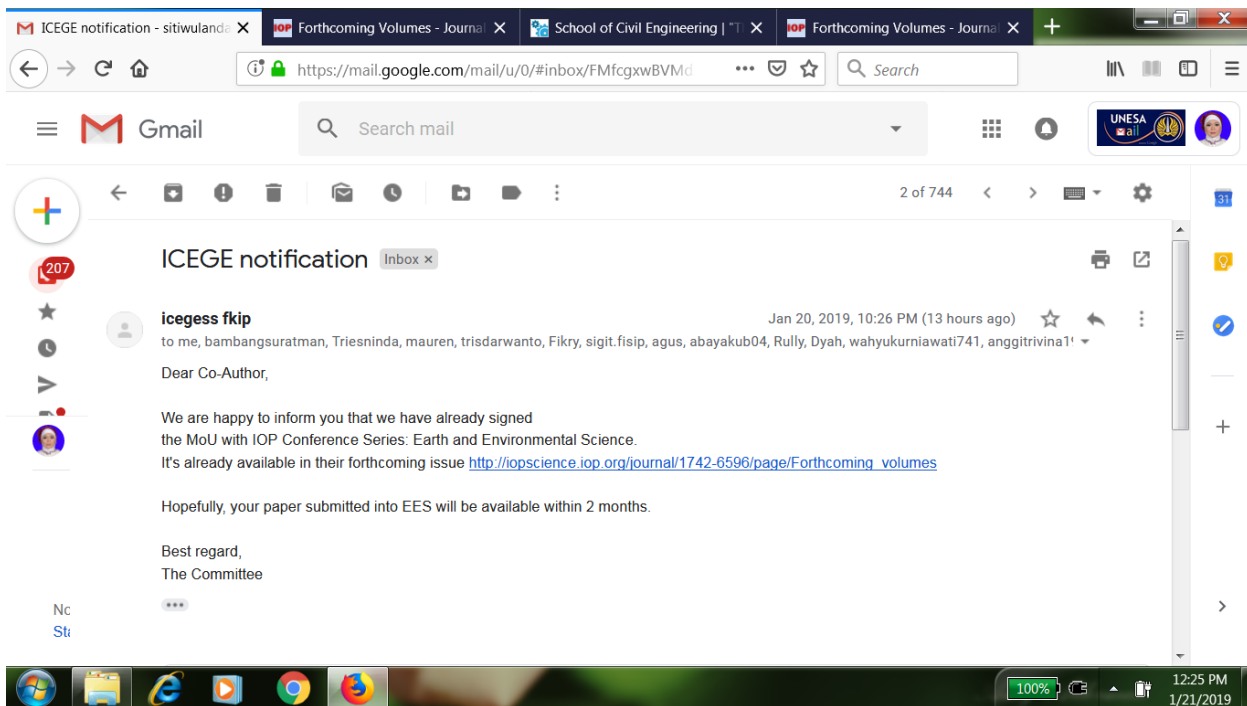 ICEGE notification - sitiwulanda
Forthcoming Volumes - Journal
School of Civil Engineering | "T
Forthcoming Volumes - Journal
https://mail.google.com/mail/u/0/#inbox/FMfcgxwBVMd
Search
Gmail
Search mail
UNESA
mail
2 of 744
31
207
ICEGE notification
Inbox x
icegess fkip
Jan 20, 2019, 10:26 PM (13 hours ago)
to me, bambangsuratman, Triesninda, mauren, trisdarwanto, Fikry, sigit.fisip, agus, abayakub04, Rully, Dyah, wahyukurniawati741, anggitrivina1
Dear Co-Author,
We are happy to inform you that we have already signed
the MoU with IOP Conference Series: Earth and Environmental Science.
It's already available in their forthcoming issue http://iopscience.iop.org/journal/1742-6596/page/Forthcoming_volumes
Hopefully, your paper submitted into EES will be available within 2 months.
Best regard,
The Committee
No
Sta
100%
12:25 PM
1/21/2019